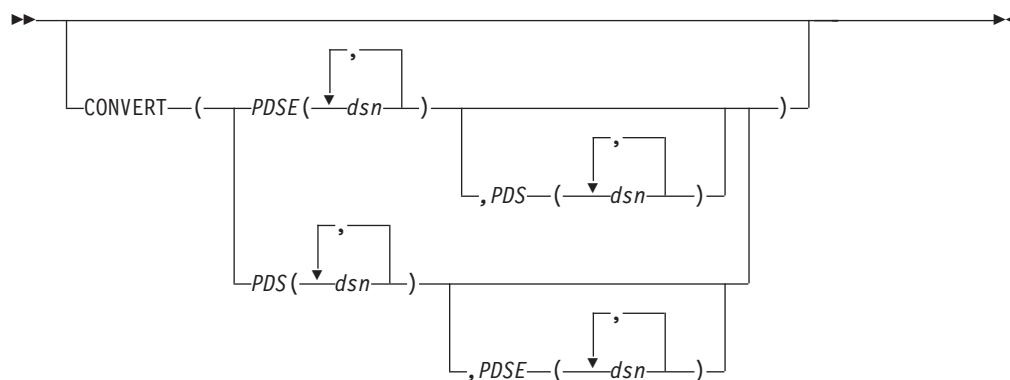 ,
CONVERT ( PDSE( dsn ) )
,
,PDS ( dsn )
,
PDS( dsn )
,
,PDSE ( dsn )